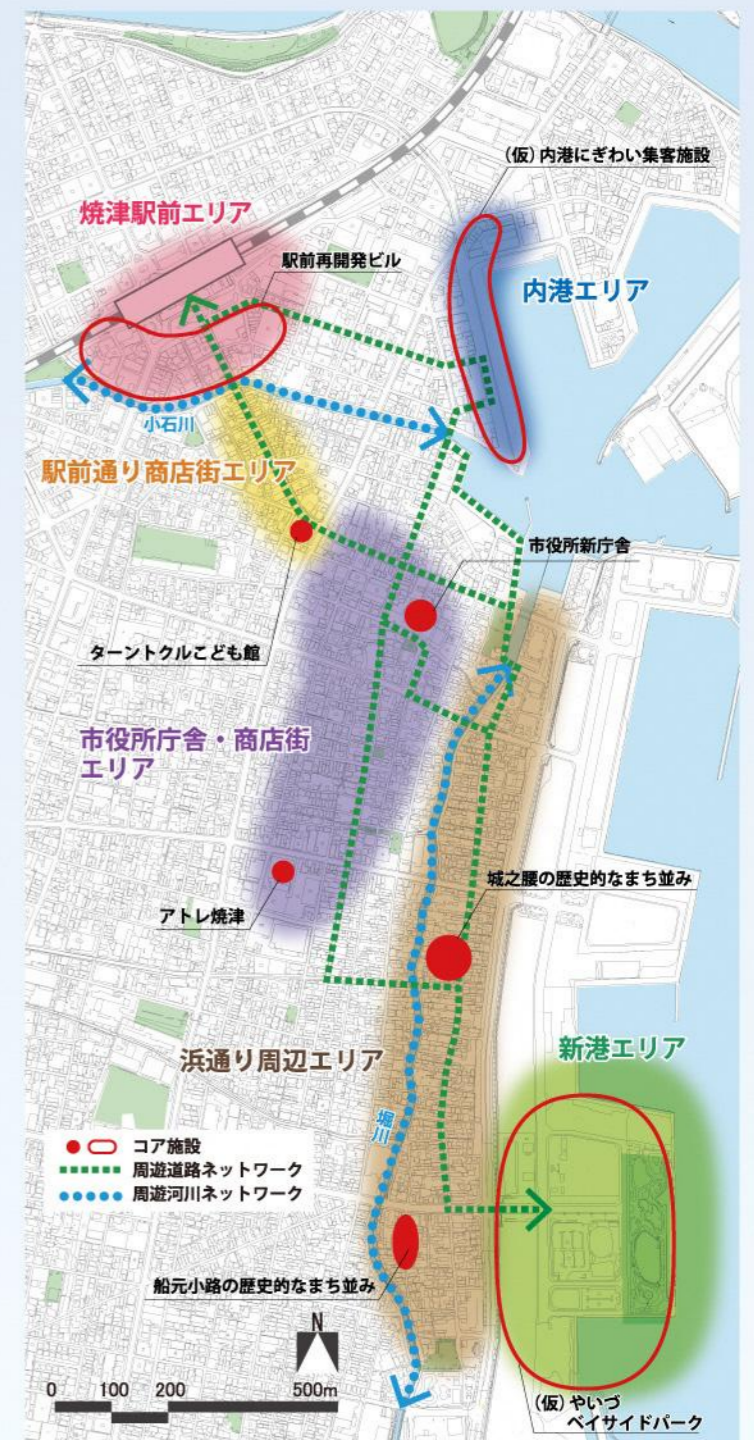 (仮)内港にぎわい集客施設
焼津駅前エリア
駅前再開発ビル
内港エリア
小石川
駅前通り商店街エリア
市役所新庁舎
ターントクルこども館
市役所庁舎・商店街
エリア
城之腰の歴史的なまち並み
アトレ焼津
新港エリア
浜通り周辺エリア
堀川
コア施設
周遊道路ネットワーク
周遊河川ネットワーク
船元小路の歴史的なまち並み
N
0 100 200 500m
(仮)やいづ
ベイサイドパーク